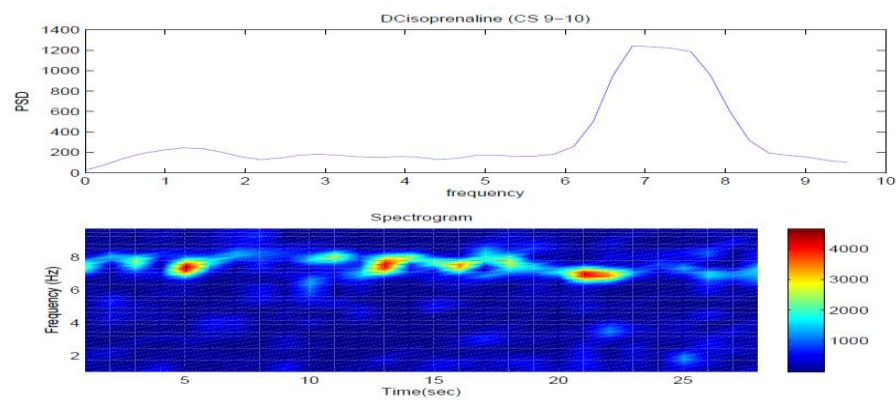 DCisoprenaline (CS 9-10)
1400
1200
1000
800
600
400
200
0
PSD
0 1 2 3 4 5 6 7 8 9 10
frequency
Spectrogram
8
6
4
2
Frequency (Hz)
5 10 15 20 25
Time(sec)
4000
3000
2000
1000